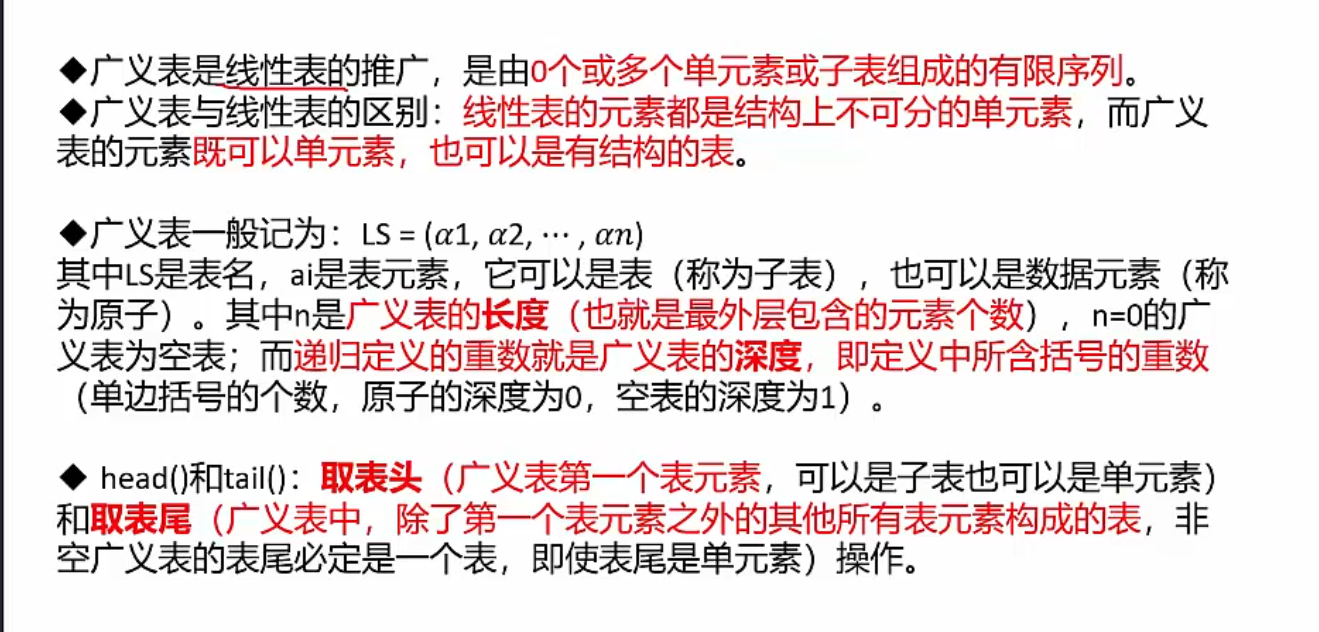 ◆广义表是线性表的推广，是由0个或多个单元素或子表组成的有限序列。
◆广义表与线性表的区别：线性表的元素都是结构上不可分的单元素，而广义
表的元素既可以单元素，也可以是有结构的表。
◆广义表一般记为：LS = (α1, α2, ⋯ , αn)
其中LS是表名，ai是表元素，它可以是表（称为子表），也可以是数据元素（称
为原子）。其中n是广义表的长度（也就是最外层包含的元素个数），n=0的广
义表为空表；而递归定义的重数就是广义表的深度，即定义中所含括号的重数
（单边括号的个数，原子的深度为0，空表的深度为1）。
◆ head()和tail()：取表头（广义表第一个表元素，可以是子表也可以是单元素）
和取表尾（广义表中，除了第一个表元素之外的其他所有表元素构成的表，非
空广义表的表尾必定是一个表，即使表尾是单元素）操作。